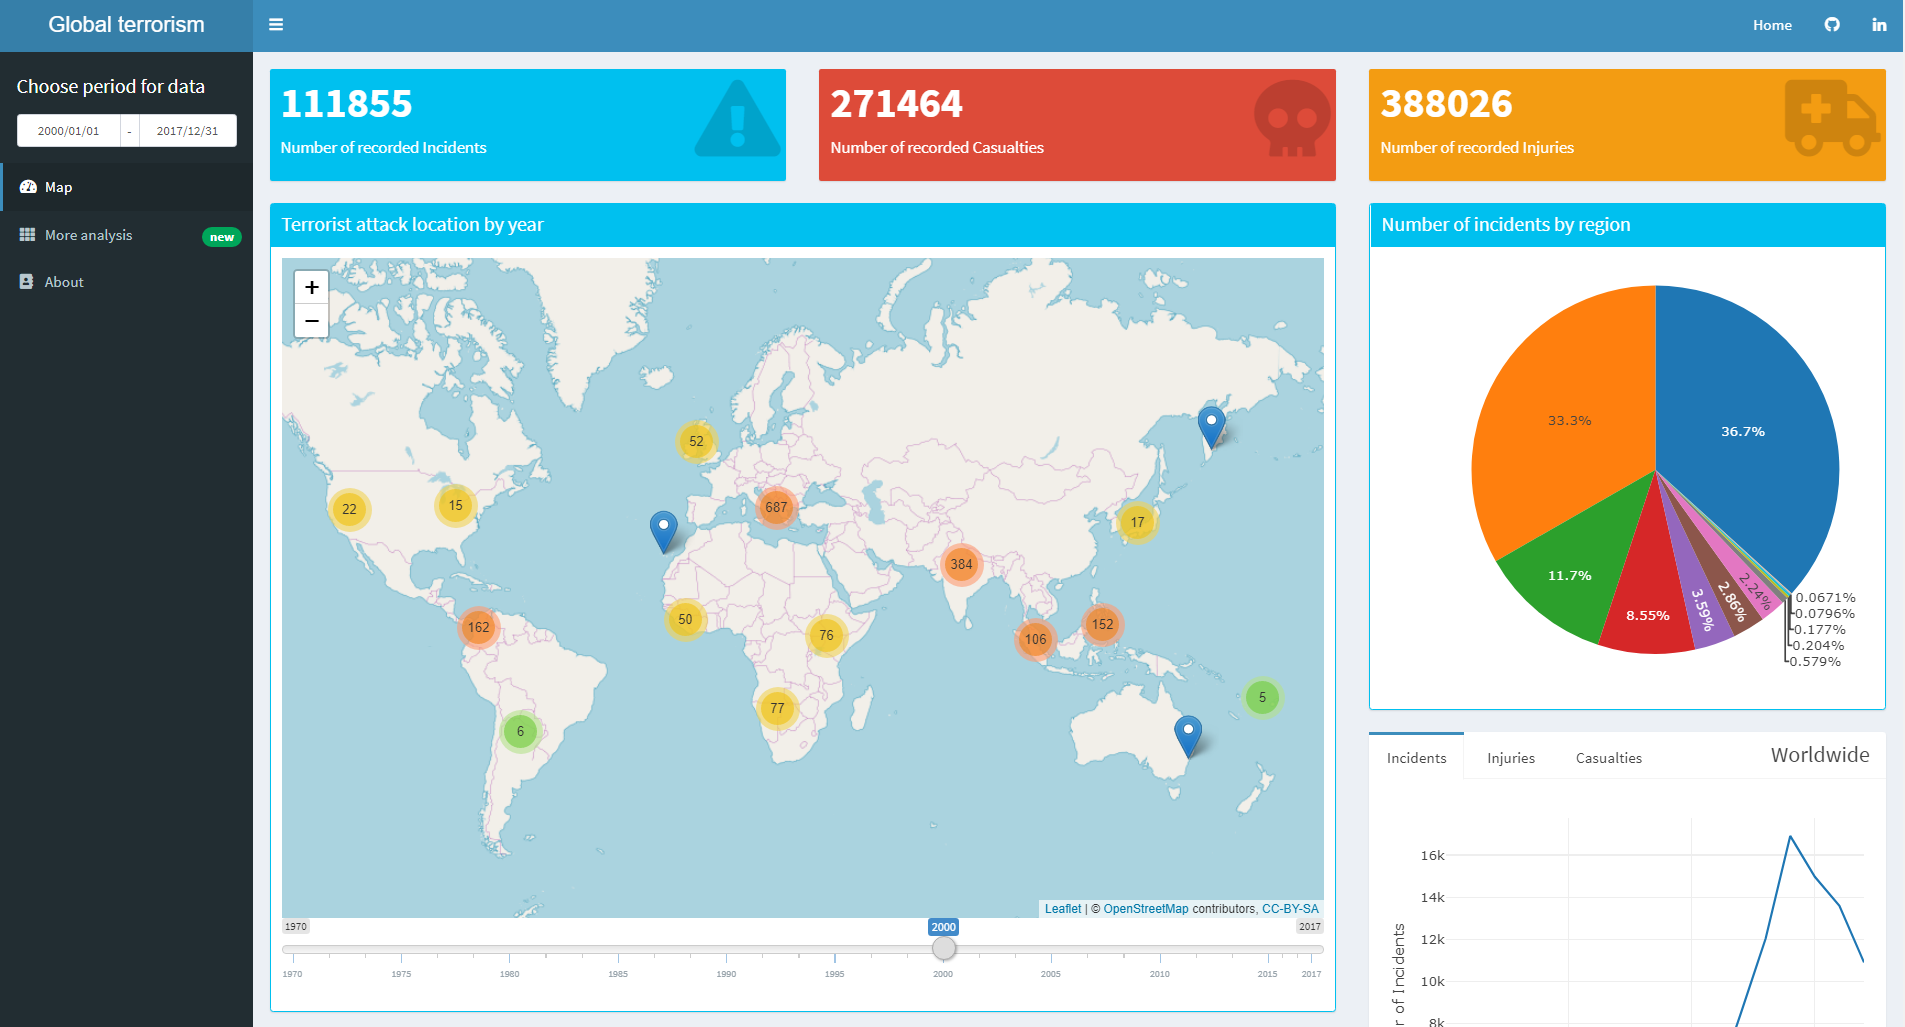 Global terrorism
Home
Choose period for data
2000/01/01 - 2017/12/31
Map
More analysis new
About
111855
Number of recorded Incidents
271464
Number of recorded Casualties
388026
Number of recorded Injuries
Terrorist attack location by year
+
−
52
22
15
687
17
384
162
50
76
106
152
77
5
6
Leaflet | © OpenStreetMap contributors, CC-BY-SA
1970
2000
2017
1970 1975 1980 1985 1990 1995 2000 2005 2010 2015 2017
Number of incidents by region
33.3%
36.7%
11.7%
8.55%
3.59%
2.86%
2.24%
0.0671%
0.0796%
0.177%
0.204%
0.579%
Incidents Injuries Casualties Worldwide
16k
14k
12k
10k
8k
r of Incidents